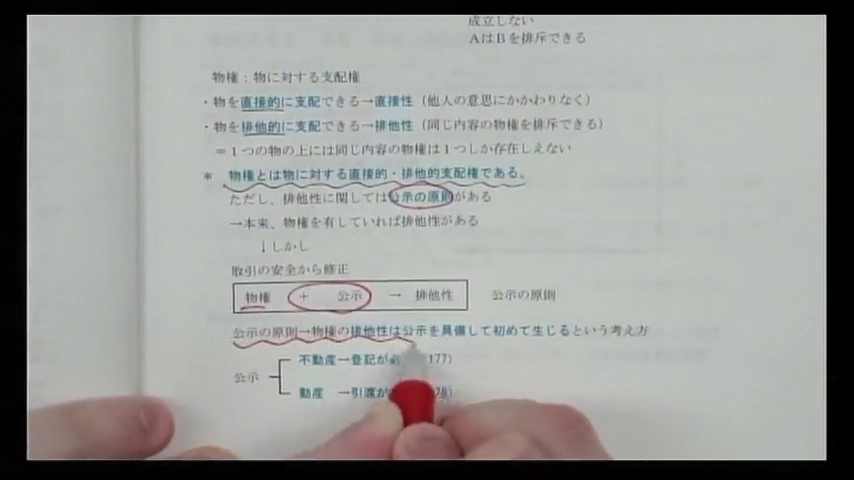 成立しない
AはBを排斥できる
物権：物に対する支配権
・物を直接的に支配できる→直接性（他人の意思にかかわりなく）
・物を排他的に支配できる→排他性（同じ内容の物権を排斥できる）
＝１つの物の上には同じ内容の物権は１つしか存在しえない
＊ 物権とは物に対する直接的・排他的支配権である。
ただし、排他性に関しては公示の原則がある
→本来、物権を有していれば排他性がある
↓しかし
取引の安全から修正
物権 ＋ 公示 → 排他性 公示の原則
公示の原則→物権の排他性は公示を具備して初めて生じるという考え方
不動産→登記が 177）
公示
動産 →引渡が 78）